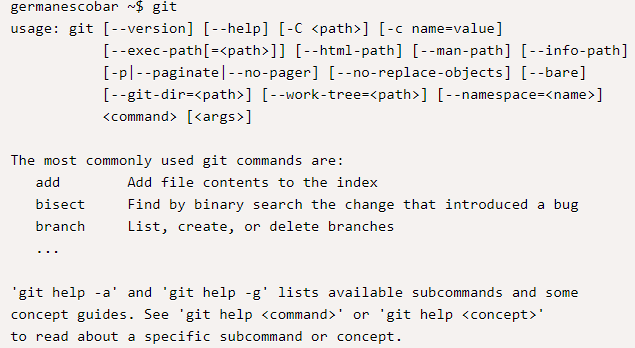 germanescobar ~$ git
usage: git [--version] [--help] [-C <path>] [-c name=value]
           [--exec-path[=<path>]] [--html-path] [--man-path] [--info-path]
           [-p|--paginate|--no-pager] [--no-replace-objects] [--bare]
           [--git-dir=<path>] [--work-tree=<path>] [--namespace=<name>]
           <command> [<args>]

The most commonly used git commands are:
   add        Add file contents to the index
   bisect     Find by binary search the change that introduced a bug
   branch     List, create, or delete branches
   ...

'git help -a' and 'git help -g' lists available subcommands and some
concept guides. See 'git help <command>' or 'git help <concept>'
to read about a specific subcommand or concept.